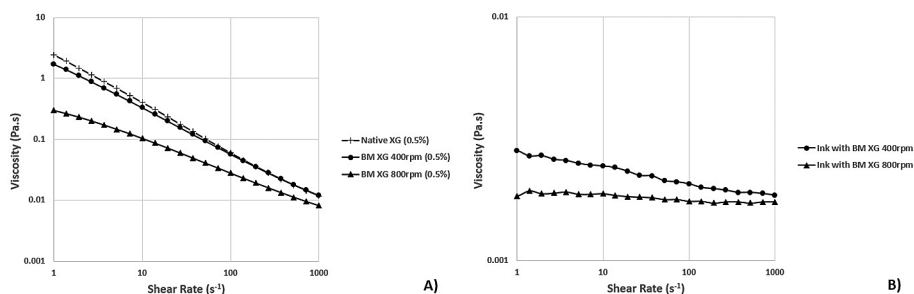 10
1
0.1
0.01
0.001
Viscosity (Pa.s)
1 10 100 1000
Shear Rate (s⁻¹)
Native XG (0.5%)
BM XG 400rpm (0.5%)
BM XG 800rpm (0.5%)
A)
0.01
0.001
Viscosity (Pa.s)
1 10 100 1000
Shear Rate (s⁻¹)
Ink with BM XG 400rpm
Ink with BM XG 800rpm
B)